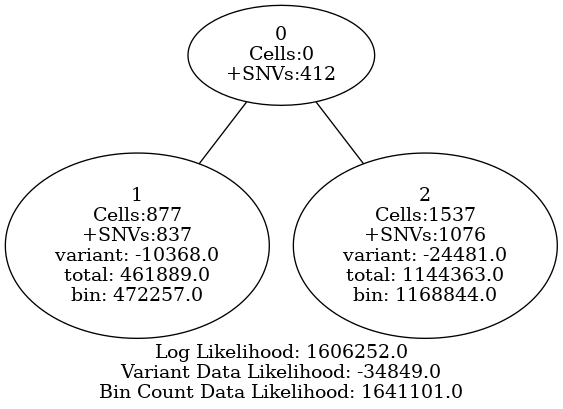 0
Cells:0
+SNVs:412
1
Cells:877
+SNVs:837
variant: -10368.0
total: 461889.0
bin: 472257.0
2
Cells:1537
+SNVs:1076
variant: -24481.0
total: 1144363.0
bin: 1168844.0
Log Likelihood: 1606252.0
Variant Data Likelihood: -34849.0
Bin Count Data Likelihood: 1641101.0